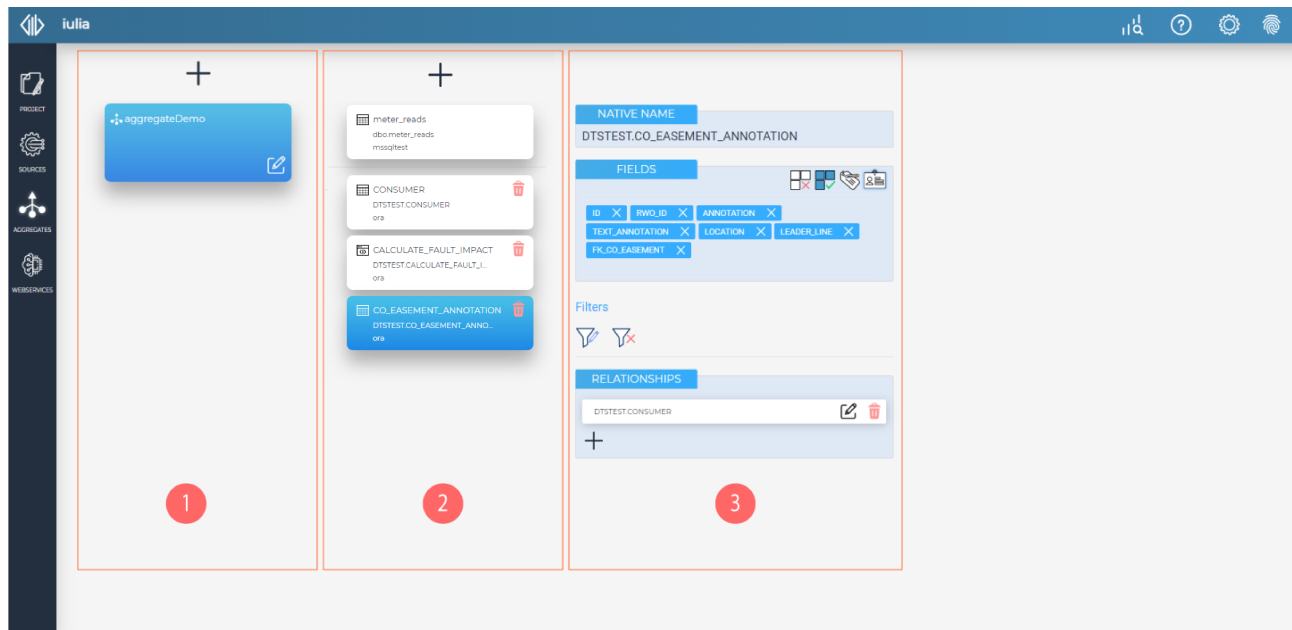 iulia
PROJECT
SOURCES
AGGREGATES
WEBSERVICES
aggregateDemo
1
meter_reads
dbo.meter_reads
mssqltest
CONSUMER
DTSTEST.CONSUMER
ora
CALCULATE_FAULT_IMPACT
DTSTEST.CALCULATE_FAULT_I...
ora
CO_EASEMENT_ANNOTATION
DTSTEST.CO_EASEMENT_ANNO...
ora
2
NATIVE NAME
DTSTEST.CO_EASEMENT_ANNOTATION
FIELDS
ID RWO_ID ANNOTATION
TEXT_ANNOTATION LOCATION LEADER_LINE
FK_CO_EASEMENT
Filters
RELATIONSHIPS
DTSTEST.CONSUMER
3